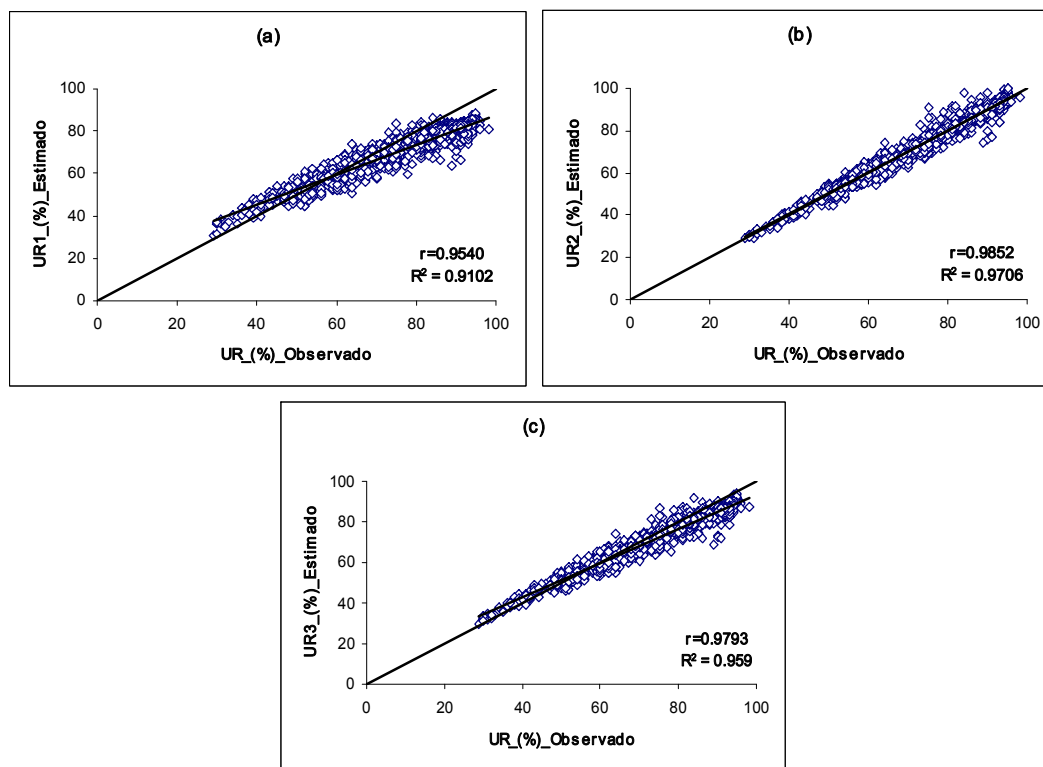 (a)
UR1_(%)_Estimado
100
80
60
40
20
0
r=0.9540
R² = 0.9102
0 20 40 60 80 100
UR_(%)_Observado
(b)
UR2_(%)_Estimado
100
80
60
40
20
0
r=0.9852
R² = 0.9706
0 20 40 60 80 100
UR_(%)_Observado
(c)
UR3_(%)_Estimado
100
80
60
40
20
0
r=0.9793
R² = 0.959
0 20 40 60 80 100
UR_(%)_Observado